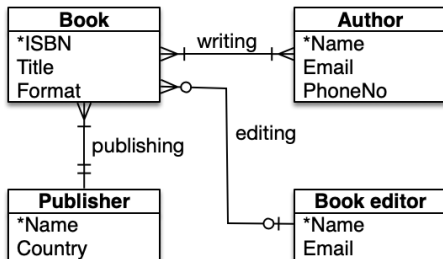 Book
*ISBN
Title
Format
writing
Author
*Name
Email
PhoneNo
editing
publishing
Publisher
*Name
Country
Book editor
*Name
Email